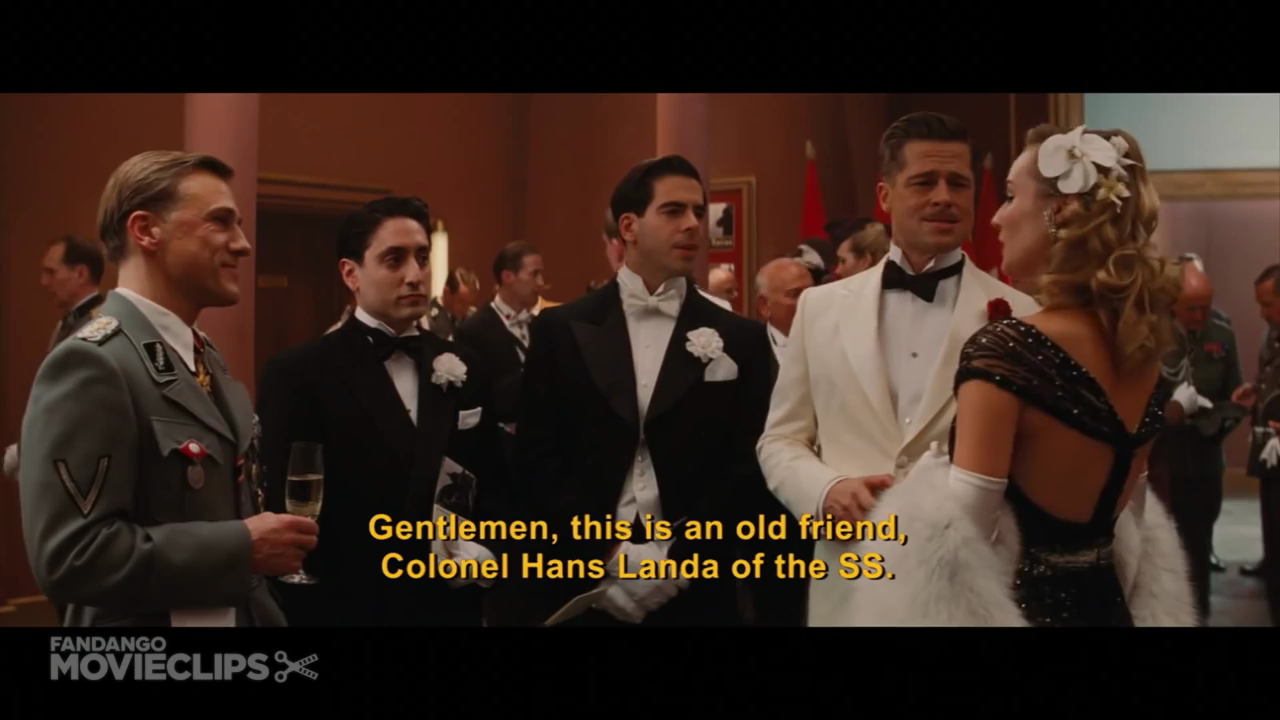 Gentlemen, this is an old friend,
Colonel Hans Landa of the SS.
FANDANGO
MOVIECLIPS